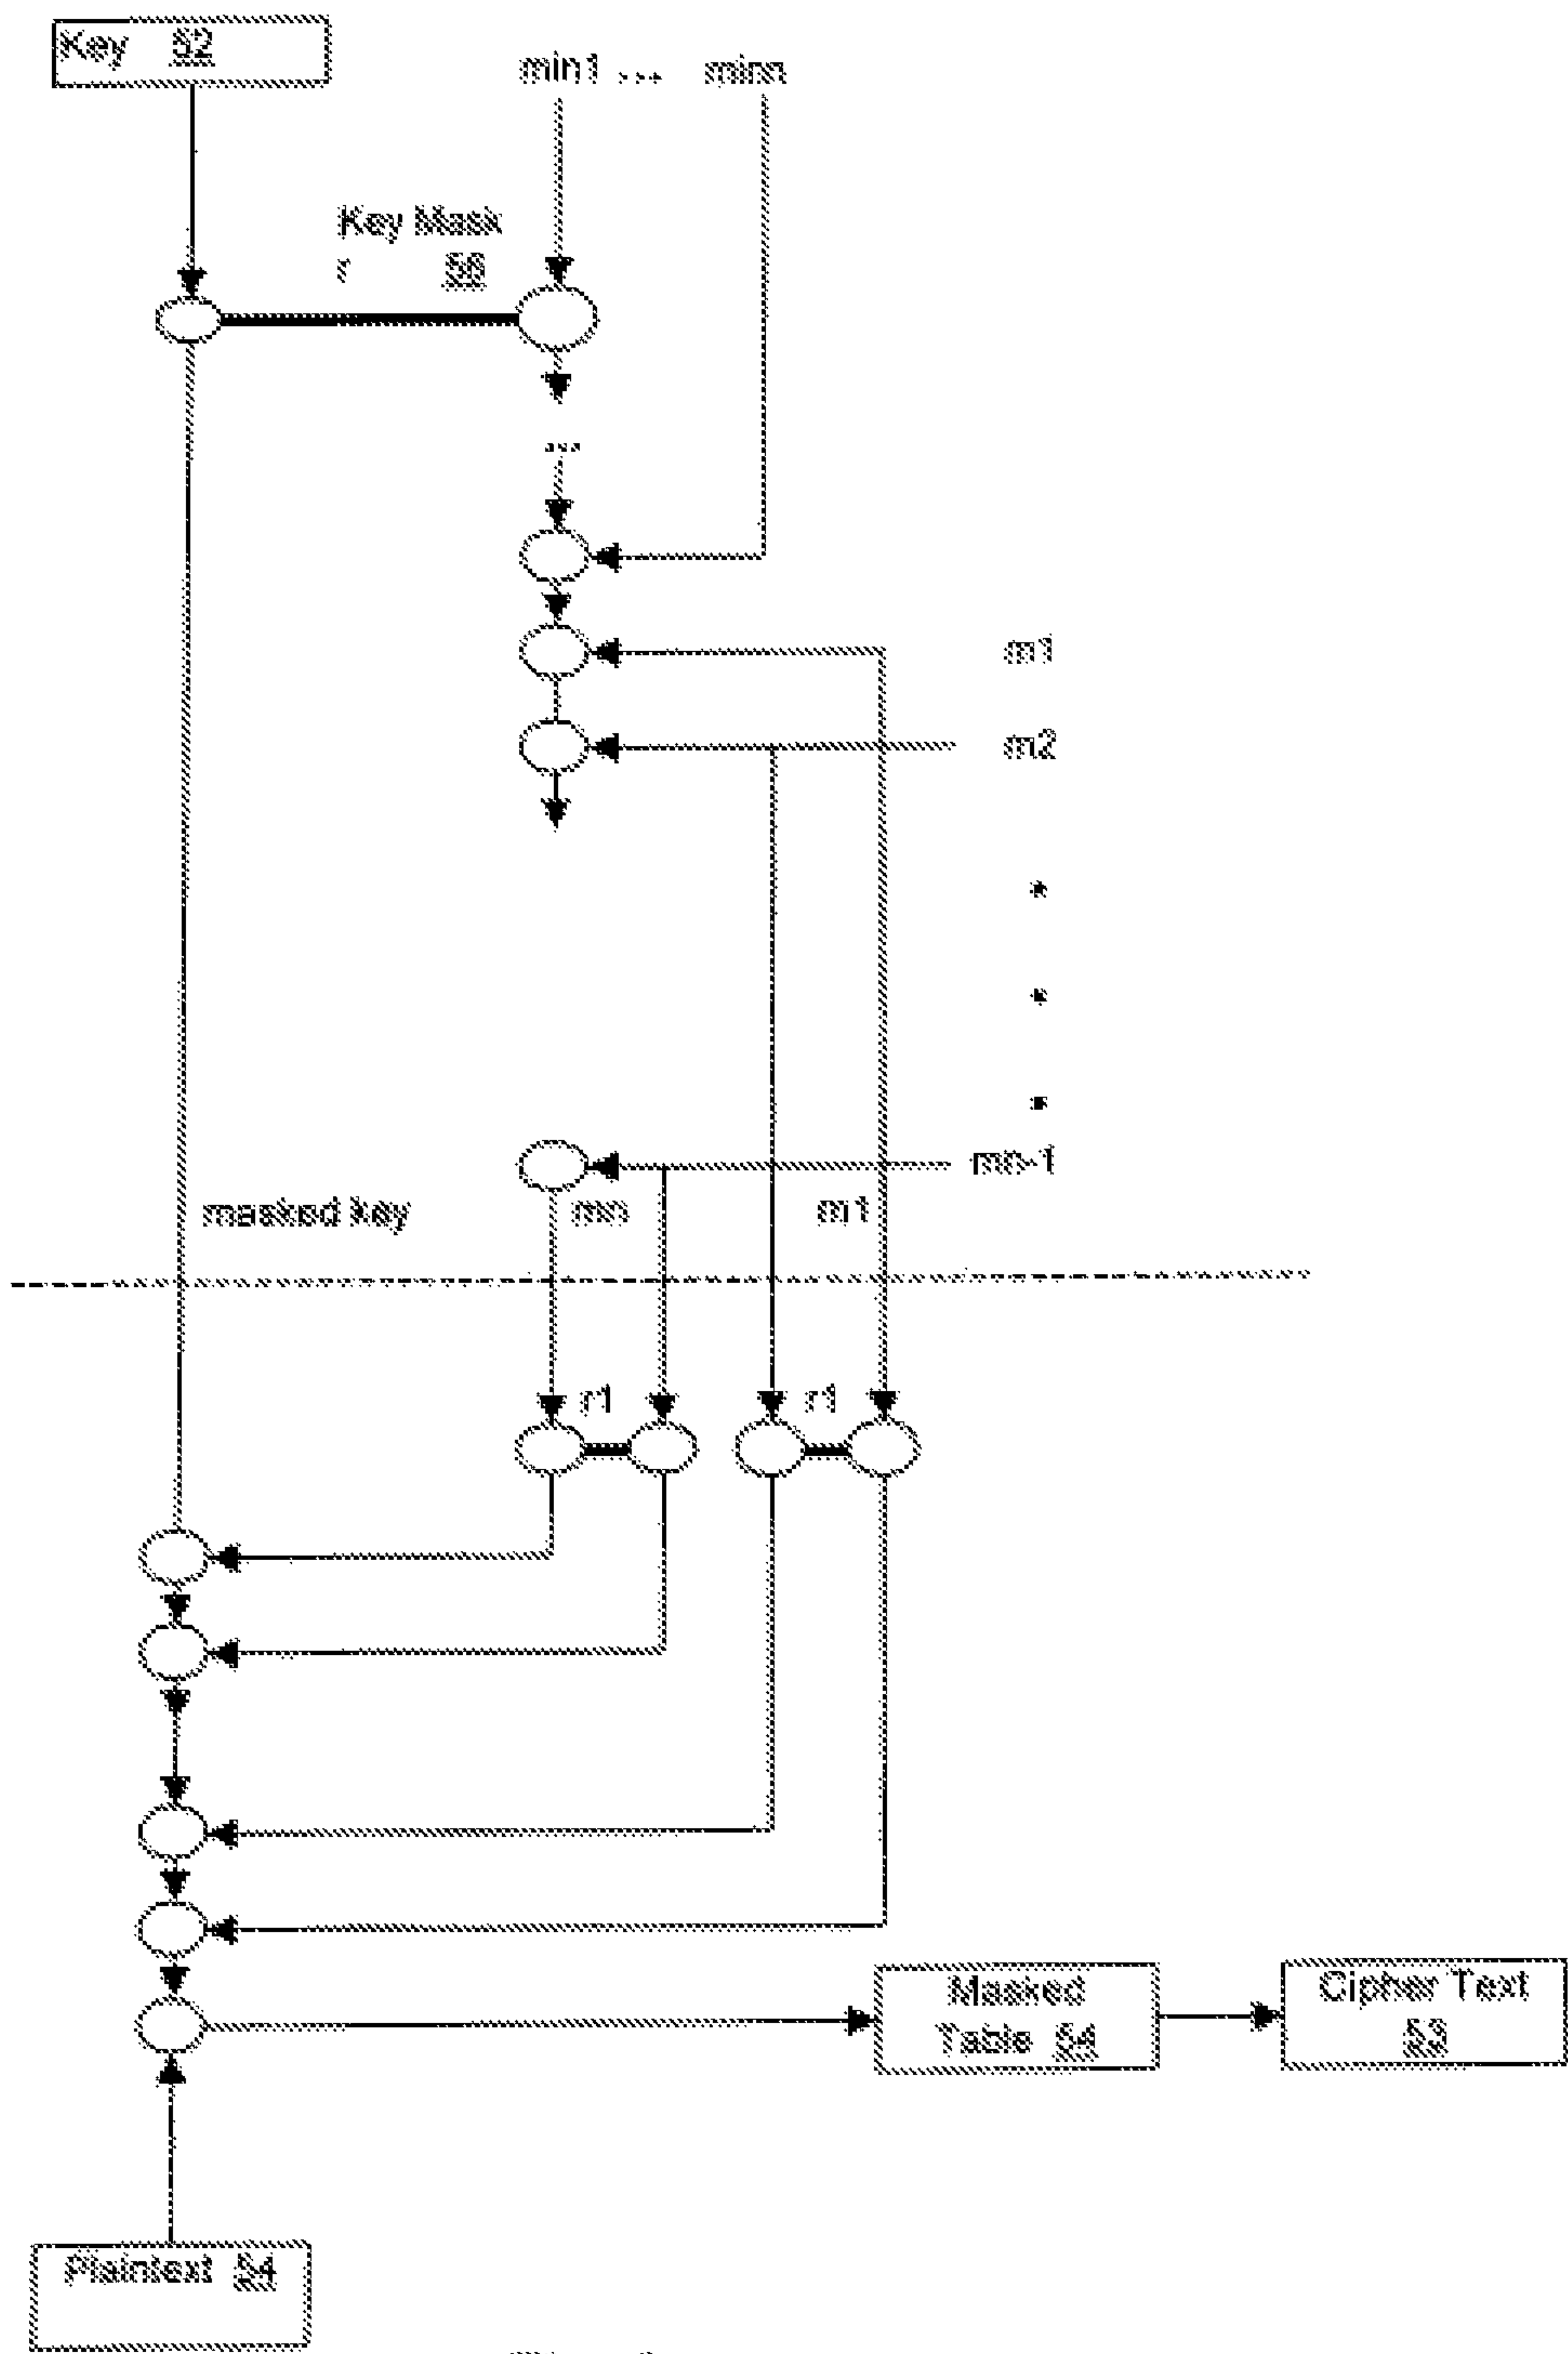 Key 52
min1 ... minn
Key Mask
r 56
...
m1
m2
mn-1
masked key
mn
m1
r1
r1
Masked
Table 54
Cipher Text
53
Plaintext 54